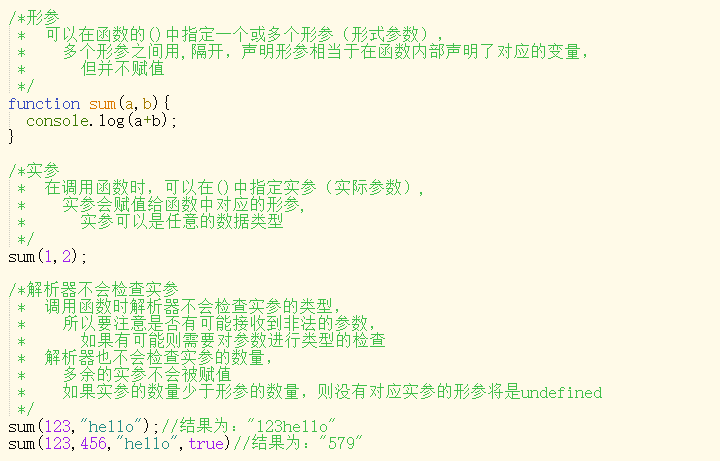 /*形参
 *  可以在函数的()中指定一个或多个形参（形式参数）,
 *    多个形参之间用,隔开，声明形参相当于在函数内部声明了对应的变量,
 *      但并不赋值
 */
function sum(a,b){
  console.log(a+b);
}
/*实参
 *  在调用函数时，可以在()中指定实参（实际参数）,
 *    实参会赋值给函数中对应的形参,
 *      实参可以是任意的数据类型
 */
sum(1,2);
/*解析器不会检查实参
 *  调用函数时解析器不会检查实参的类型,
 *    所以要注意是否有可能接收到非法的参数,
 *      如果有可能则需要对参数进行类型的检查
 *  解析器也不会检查实参的数量,
 *    多余的实参不会被赋值
 *    如果实参的数量少于形参的数量，则没有对应实参的形参将是undefined
 */
sum(123,"hello");//结果为："123hello"
sum(123,456,"hello",true)//结果为："579"